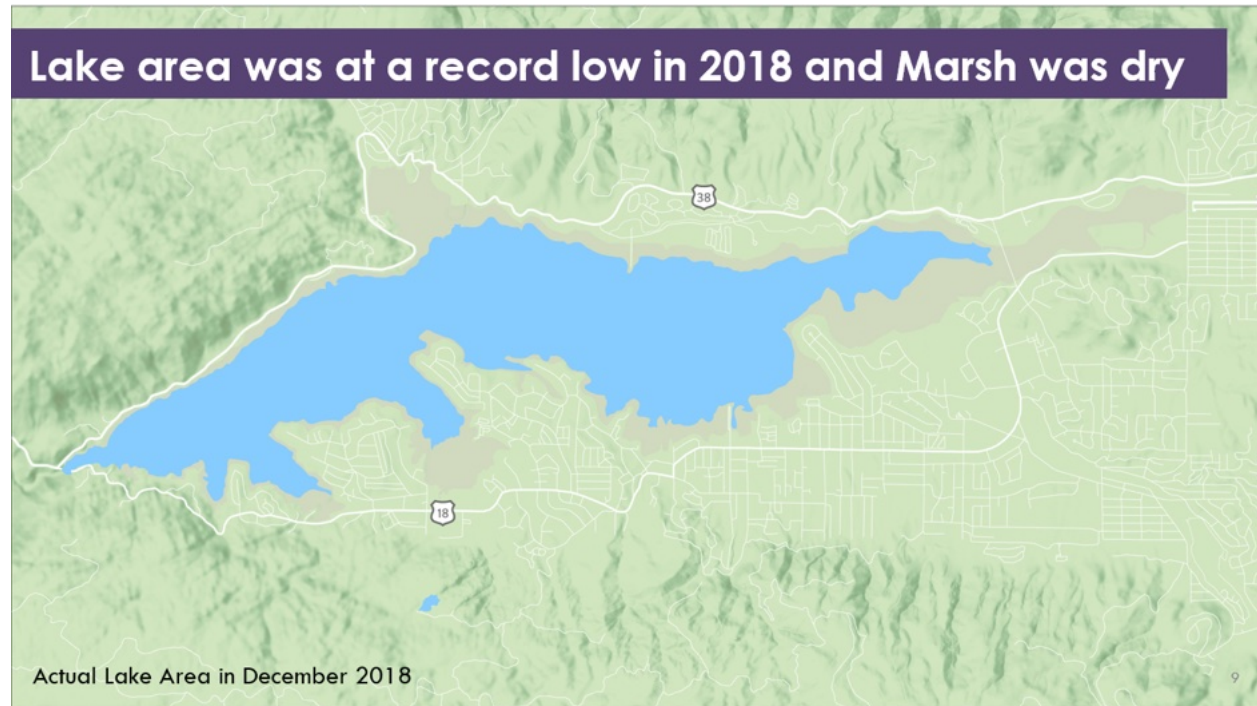 Lake area was at a record low in 2018 and Marsh was dry
38
18
Actual Lake Area in December 2018
9